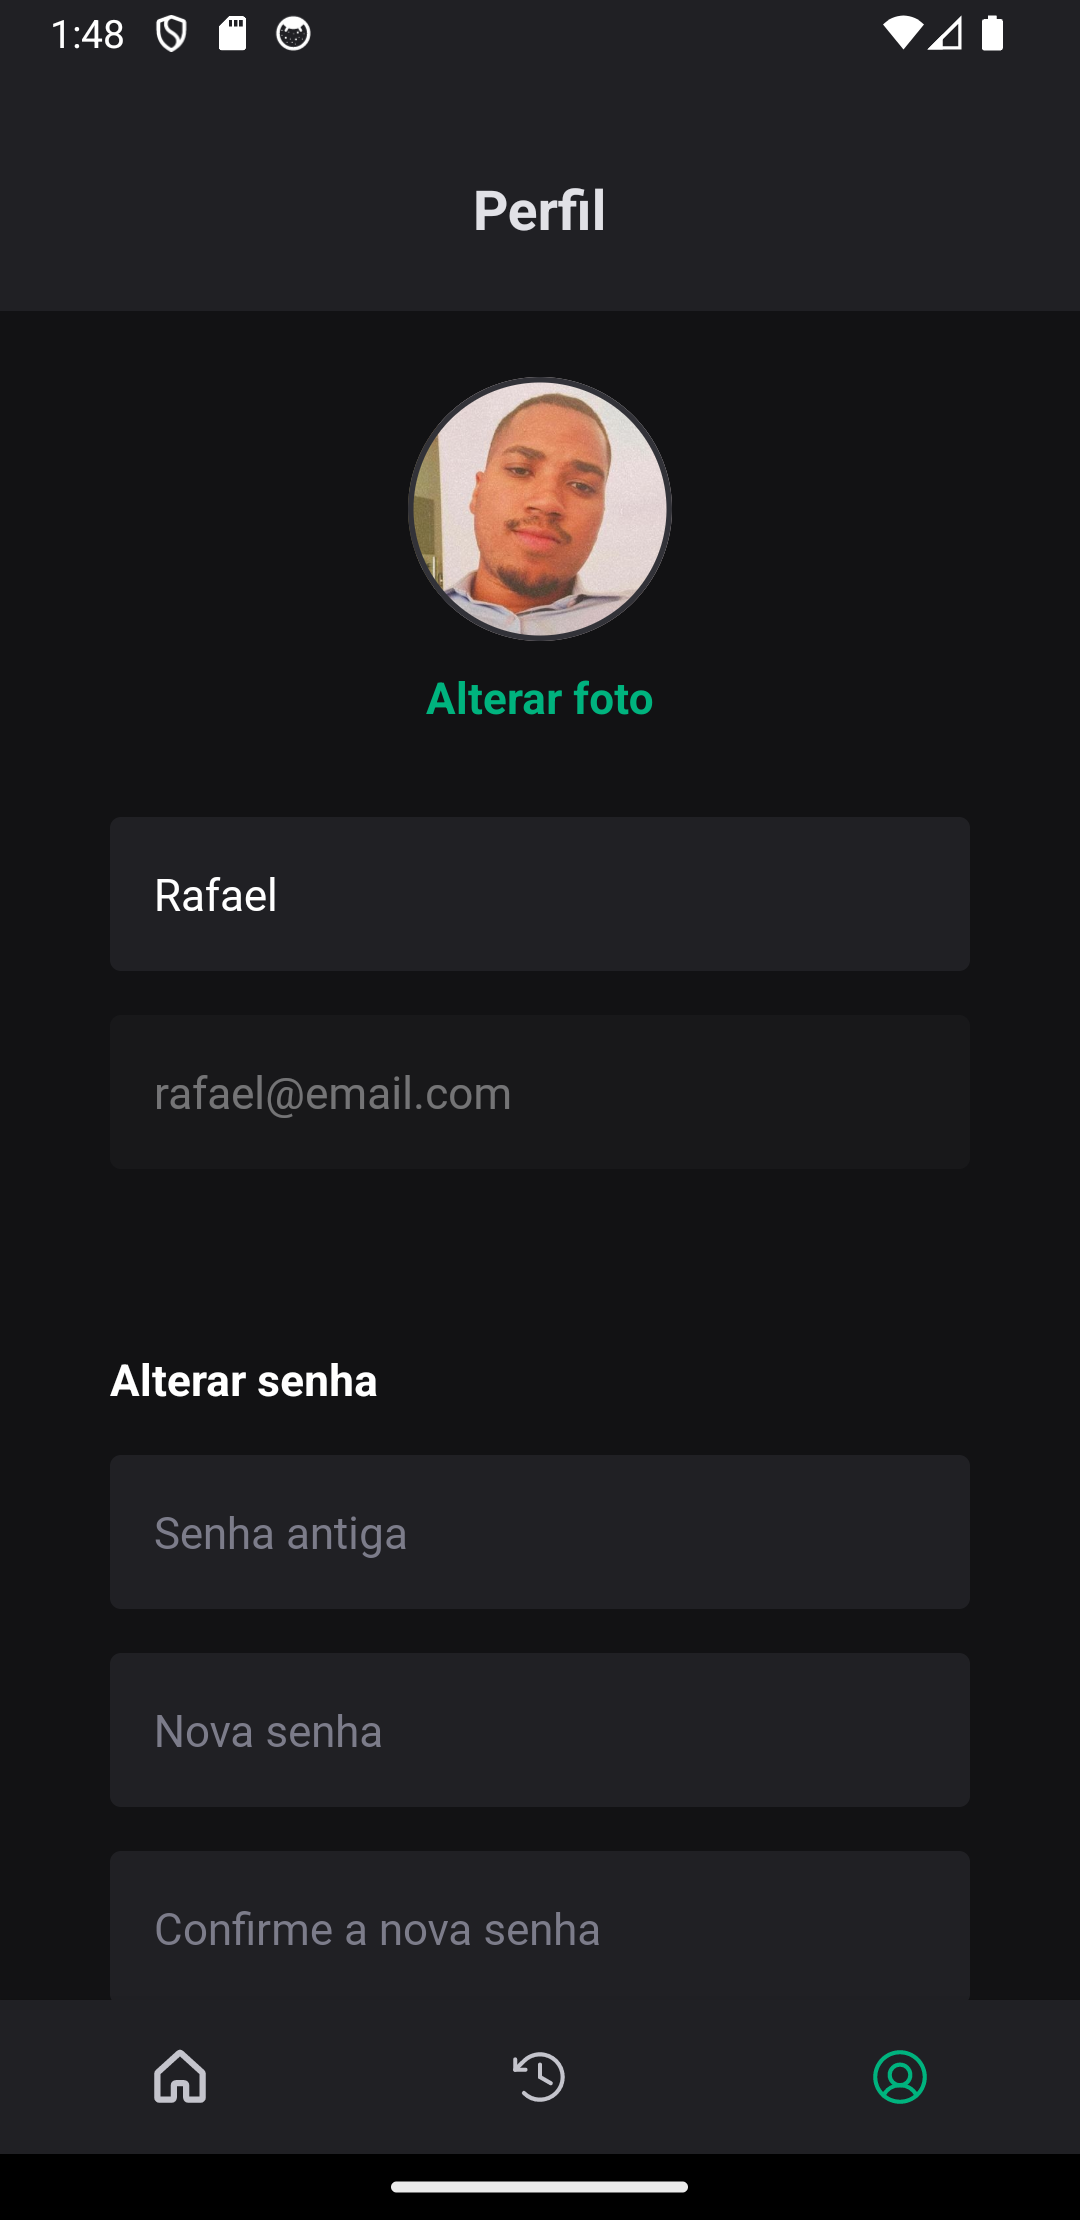 1:48
Perfil
Alterar foto
Rafael
rafael@email.com
Alterar senha
Senha antiga
Nova senha
Confirme a nova senha